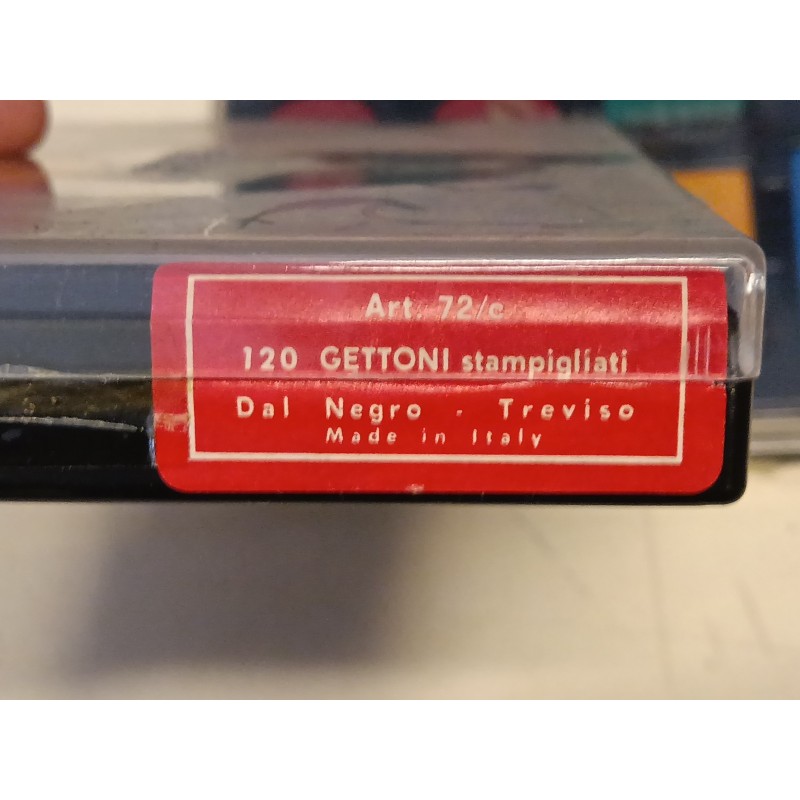 Art. 72/c
120 GETTONI stampigliati
Dal Negro - Treviso
Made in Italy